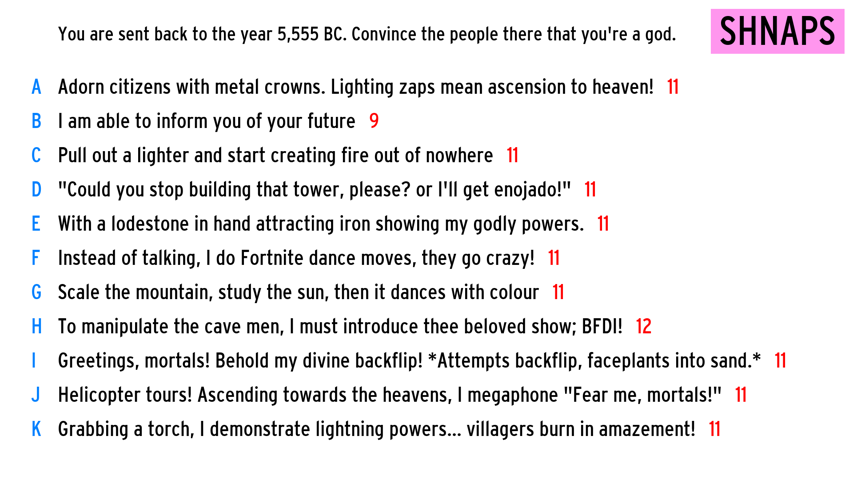 You are sent back to the year 5,555 BC. Convince the people there that you're a god.
SHNAPS
A Adorn citizens with metal crowns. Lighting zaps mean ascension to heaven! 11
B I am able to inform you of your future 9
C Pull out a lighter and start creating fire out of nowhere 11
D "Could you stop building that tower, please? or I'll get enojado!" 11
E With a lodestone in hand attracting iron showing my godly powers. 11
F Instead of talking, I do Fortnite dance moves, they go crazy! 11
G Scale the mountain, study the sun, then it dances with colour 11
H To manipulate the cave men, I must introduce thee beloved show; BFDI! 12
I Greetings, mortals! Behold my divine backflip! *Attempts backflip, faceplants into sand.* 11
J Helicopter tours! Ascending towards the heavens, I megaphone "Fear me, mortals!" 11
K Grabbing a torch, I demonstrate lightning powers... villagers burn in amazement! 11